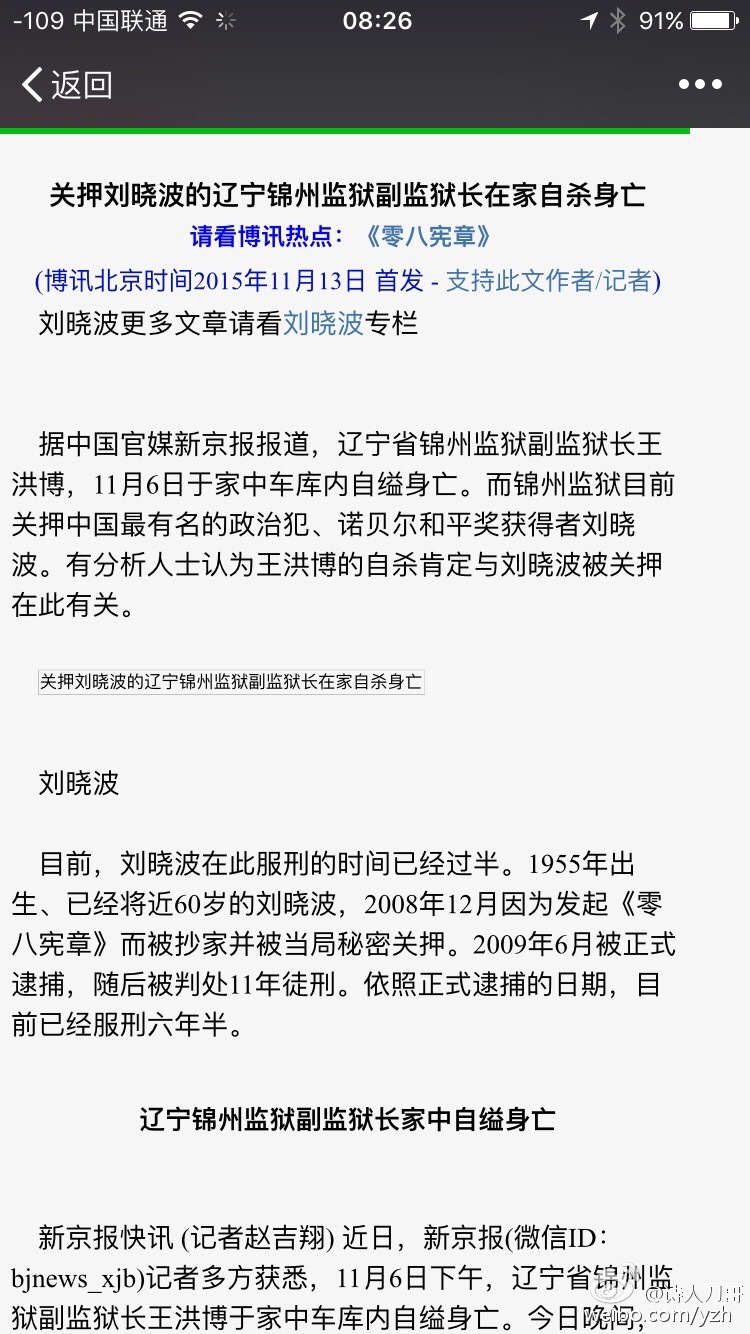 -109 中国联通 08:26 91%
返回
关押刘晓波的辽宁锦州监狱副监狱长在家自杀身亡
请看博讯热点：《零八宪章》
(博讯北京时间2015年11月13日 首发 - 支持此文作者/记者)
刘晓波更多文章请看刘晓波专栏
据中国官媒新京报报道，辽宁省锦州监狱副监狱长王
洪博，11月6日于家中车库内自缢身亡。而锦州监狱目前
关押中国最有名的政治犯、诺贝尔和平奖获得者刘晓
波。有分析人士认为王洪博的自杀肯定与刘晓波被关押
在此有关。
关押刘晓波的辽宁锦州监狱副监狱长在家自杀身亡
刘晓波
目前，刘晓波在此服刑的时间已经过半。1955年出
生、已经将近60岁的刘晓波，2008年12月因为发起《零
八宪章》而被抄家并被当局秘密关押。2009年6月被正式
逮捕，随后被判处11年徒刑。依照正式逮捕的日期，目
前已经服刑六年半。
辽宁锦州监狱副监狱长家中自缢身亡
新京报快讯 (记者赵吉翔) 近日，新京报(微信ID：
bjnews_xjb)记者多方获悉，11月6日下午，辽宁省锦州监
狱副监狱长王洪博于家中车库内自缢身亡。今日晚间，
@诗人刀哥
weibo.com/yzh